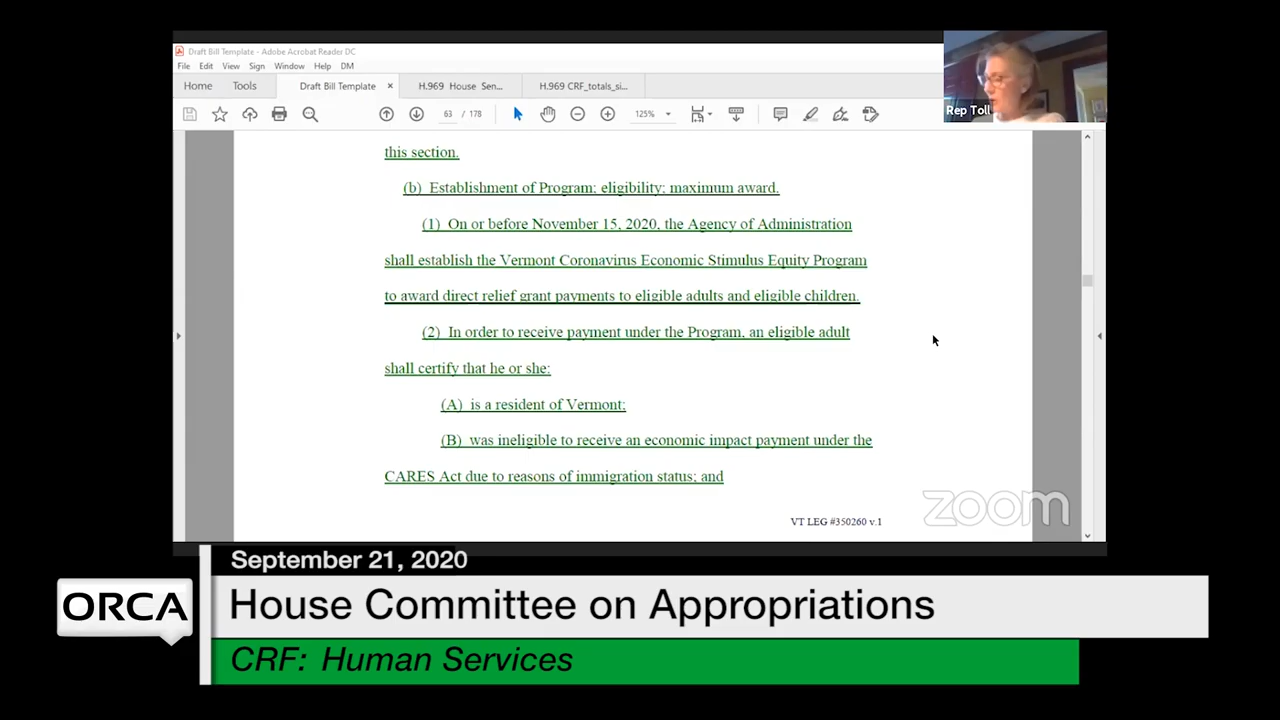 Draft Bill Template - Adobe Acrobat Reader DC
File Edit View Sign Window Help DM
Home Tools Draft Bill Template × H.969 House Sen... H.969 CRF_totals_si...
63 / 178 125%
Rep Toll
this section.
(b) Establishment of Program; eligibility; maximum award.
(1) On or before November 15, 2020, the Agency of Administration
shall establish the Vermont Coronavirus Economic Stimulus Equity Program
to award direct relief grant payments to eligible adults and eligible children.
(2) In order to receive payment under the Program, an eligible adult
shall certify that he or she:
(A) is a resident of Vermont;
(B) was ineligible to receive an economic impact payment under the
CARES Act due to reasons of immigration status; and
VT LEG #350260 v.1
zoom
September 21, 2020
ORCA
House Committee on Appropriations
CRF: Human Services